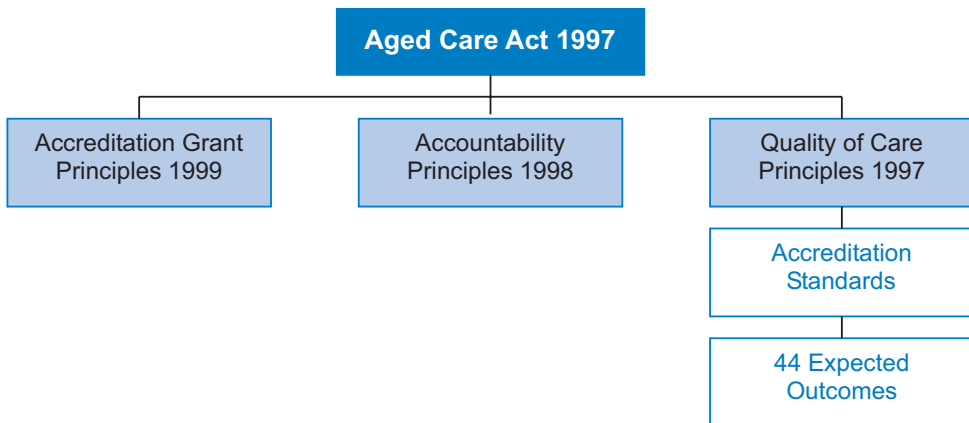 Aged Care Act 1997
Accreditation Grant
Principles 1999
Accountability
Principles 1998
Quality of Care
Principles 1997
Accreditation
Standards
44 Expected
Outcomes